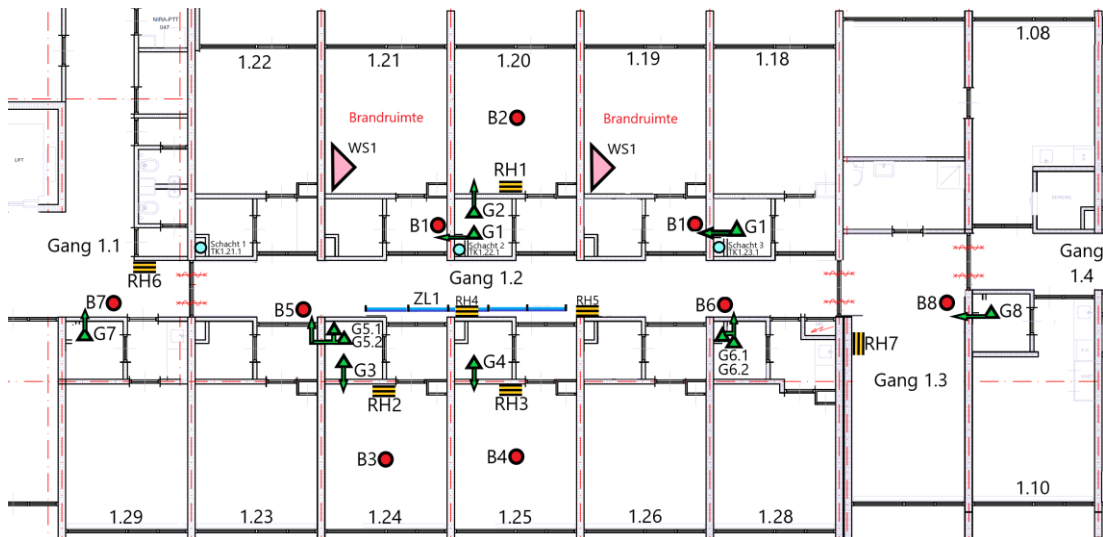 NIRA-PTT
047
1.22
1.21
1.20
1.19
1.18
1.08
Brandruimte
B2
Brandruimte
LIFT
WS1
WS1
RH1
G2
B1
G1
B1
G1
Schacht 1
TK1.21.1
Schacht 2
TK1.22.1
Schacht 3
TK1.23.1
Gang 1.1
Gang 1.2
Gang
1.4
RH6
B7
B5
ZL1
RH4
RH5
B6
B8
G7
G5.1
G5.2
G8
G3
G4
G6.1
G6.2
RH7
Gang 1.3
RH2
RH3
B3
B4
1.29
1.23
1.24
1.25
1.26
1.28
1.10